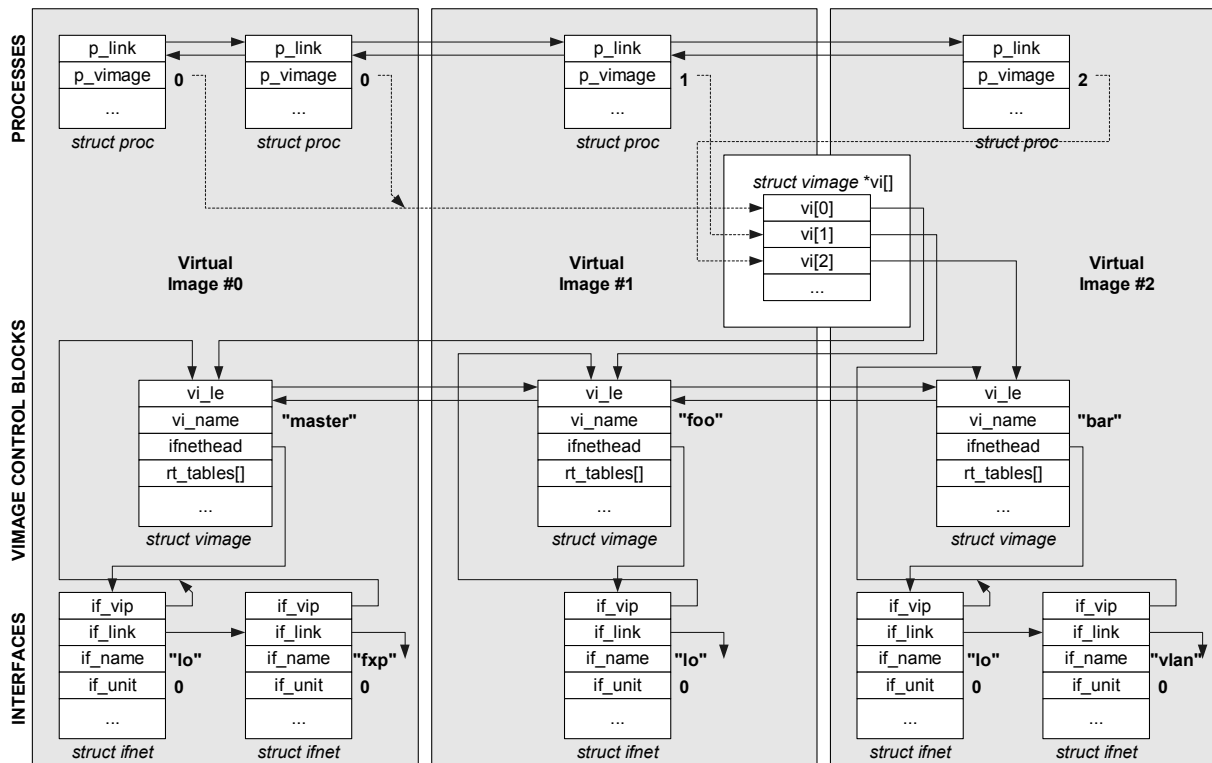 PROCESSES
p_link
p_vimage
0
...
struct proc
p_link
p_vimage
0
...
struct proc
p_link
p_vimage
1
...
struct proc
p_link
p_vimage
2
...
struct proc
struct vimage *vi[]
vi[0]
vi[1]
vi[2]
...
Virtual
Image #0
Virtual
Image #1
Virtual
Image #2
VIMAGE CONTROL BLOCKS
vi_le
vi_name
"master"
ifnethead
rt_tables[]
...
struct vimage
vi_le
vi_name
"foo"
ifnethead
rt_tables[]
...
struct vimage
vi_le
vi_name
"bar"
ifnethead
rt_tables[]
...
struct vimage
INTERFACES
if_vip
if_link
if_name
"lo"
if_unit
0
...
struct ifnet
if_vip
if_link
if_name
"fxp"
if_unit
0
...
struct ifnet
if_vip
if_link
if_name
"lo"
if_unit
0
...
struct ifnet
if_vip
if_link
if_name
"lo"
if_unit
0
...
struct ifnet
if_vip
if_link
if_name
"vlan"
if_unit
0
...
struct ifnet